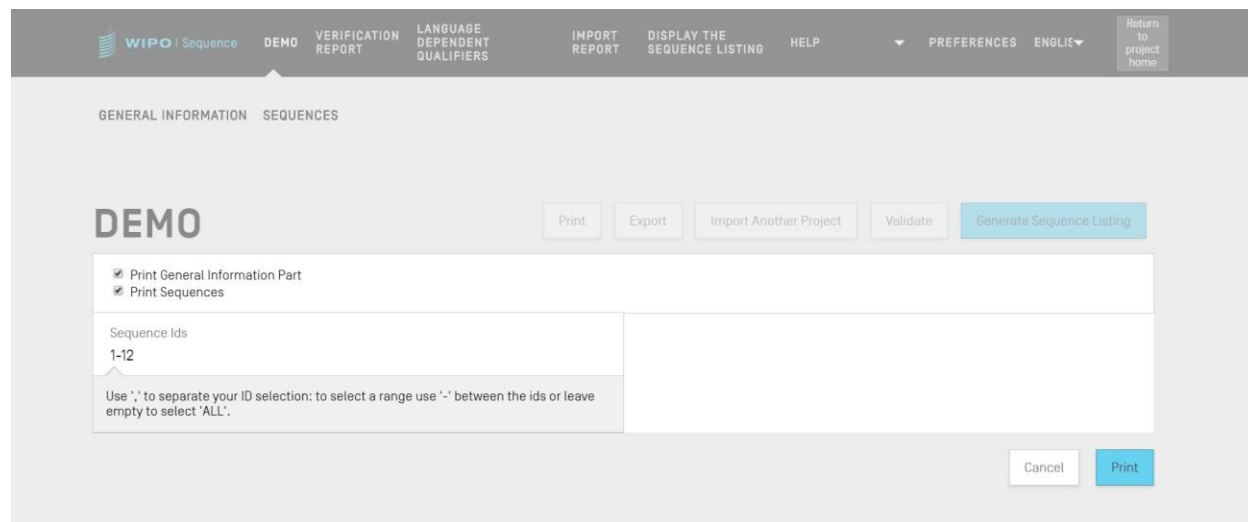 WIPO | Sequence
DEMO
VERIFICATION
REPORT
LANGUAGE
DEPENDENT
QUALIFIERS
IMPORT
REPORT
DISPLAY THE
SEQUENCE LISTING
HELP
PREFERENCES
ENGLIS
Return
to
project
home
GENERAL INFORMATION
SEQUENCES
DEMO
Print
Export
Import Another Project
Validate
Generate Sequence Listing
Print General Information Part
Print Sequences
Sequence Ids
1-12
Use ',' to separate your ID selection: to select a range use '-' between the ids or leave
empty to select 'ALL'.
Cancel
Print